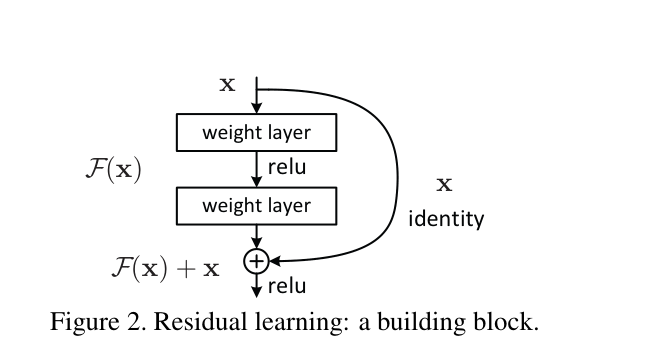 x
weight layer
F(x)
relu
x
weight layer
identity
F(x) + x
relu
Figure 2. Residual learning: a building block.